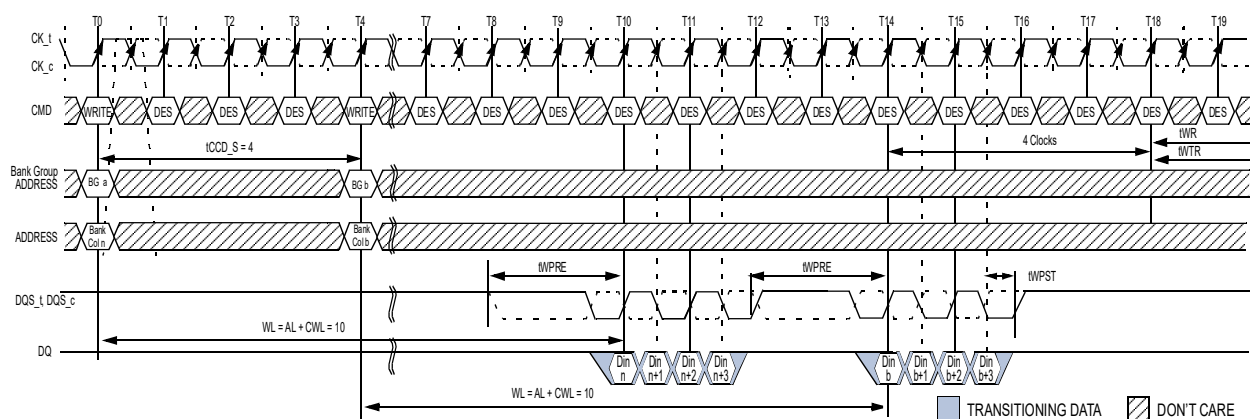 T0 T1 T2 T3 T4 T7 T8 T9 T10 T11 T12 T13 T14 T15 T16 T17 T18 T19
CK_t
CK_c
CMD WRITE DES DES DES WRITE DES DES DES DES DES DES DES DES DES DES DES DES DES
tCCD_S = 4
4 Clocks
tWR
tWTR
Bank Group
ADDRESS
BG a
BG b
ADDRESS
Bank
Col n
Bank
Col b
tWPRE
tWPRE
tWPST
DQS_t, DQS_c
WL = AL + CWL = 10
DQ
Din
n
Din
n+1
Din
n+2
Din
n+3
Din
b
Din
b+1
Din
b+2
Din
b+3
WL = AL + CWL = 10
TRANSITIONING DATA
DON'T CARE